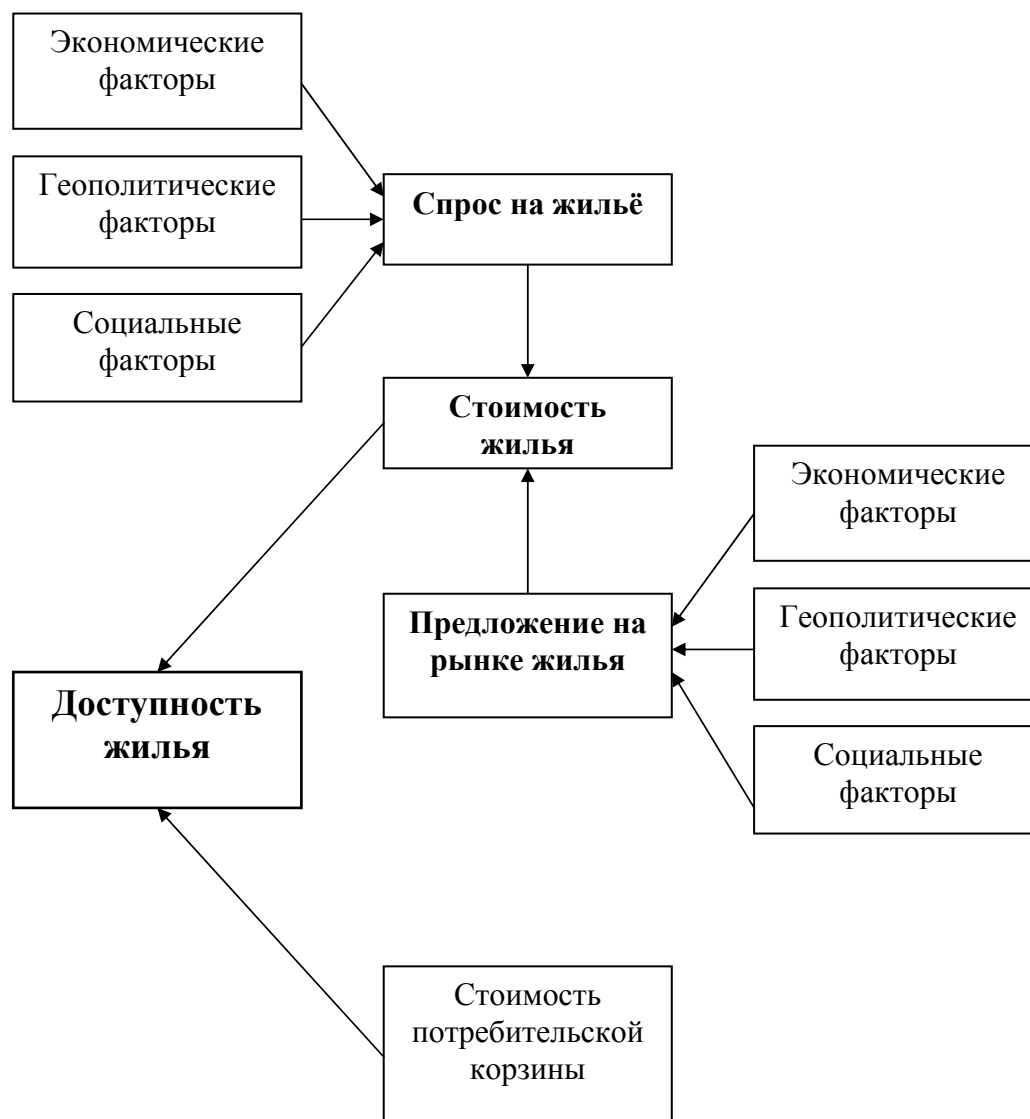 Экономические
факторы
Геополитические
факторы
Спрос на жильё
Социальные
факторы
Стоимость
жилья
Экономические
факторы
Предложение на
рынке жилья
Геополитические
факторы
Доступность
жилья
Социальные
факторы
Стоимость
потребительской
корзины